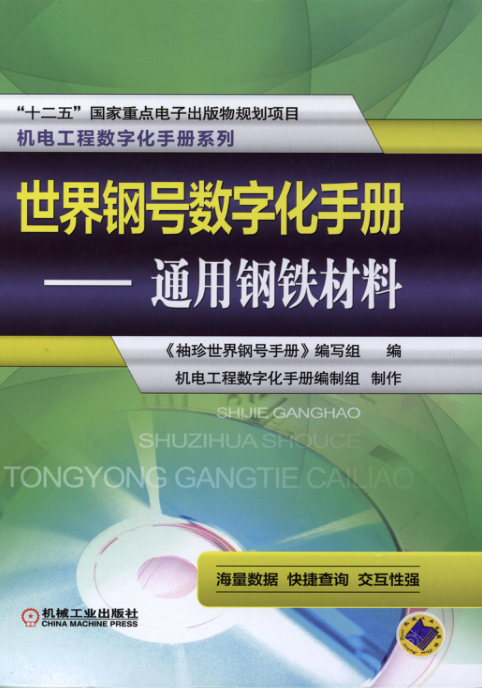 “十二五”国家重点电子出版物规划项目
机电工程数字化手册系列
世界钢号数字化手册
——通用钢铁材料
《袖珍世界钢号手册》编写组 编
机电工程数字化手册编制组 制作
SHIJIE GANGHAO
SHUZIHUA SHOUCE
TONGYONG GANGTIE CAILIAO
海量数据 快捷查询 交互性强
机械工业出版社
CHINA MACHINE PRESS